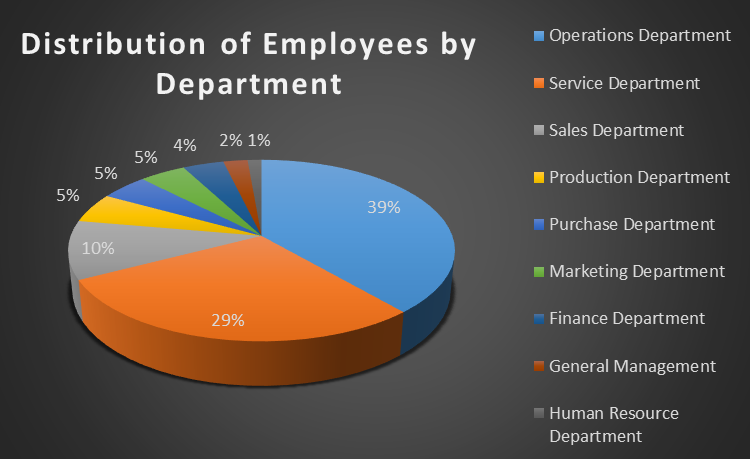 Distribution of Employees by
Department
39%
29%
10%
5%
5%
5%
4%
2%
1%
Operations Department
Service Department
Sales Department
Production Department
Purchase Department
Marketing Department
Finance Department
General Management
Human Resource
Department